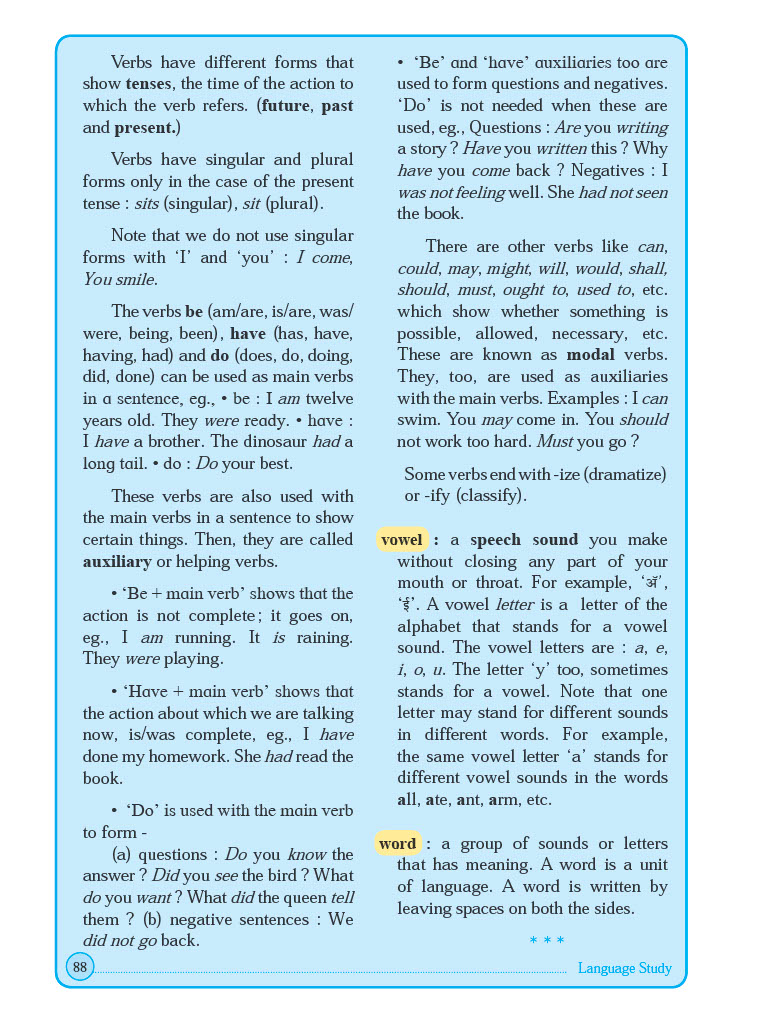 Verbs have different forms that
show tenses, the time of the action to
which the verb refers. (future, past
and present.)
Verbs have singular and plural
forms only in the case of the present
tense : sits (singular), sit (plural).
Note that we do not use singular
forms with ‘I’ and ‘you’ : I come,
You smile.
The verbs be (am/are, is/are, was/
were, being, been), have (has, have,
having, had) and do (does, do, doing,
did, done) can be used as main verbs
in a sentence, eg., • be : I am twelve
years old. They were ready. • have :
I have a brother. The dinosaur had a
long tail. • do : Do your best.
These verbs are also used with
the main verbs in a sentence to show
certain things. Then, they are called
auxiliary or helping verbs.
• ‘Be + main verb’ shows that the
action is not complete; it goes on,
eg., I am running. It is raining.
They were playing.
• ‘Have + main verb’ shows that
the action about which we are talking
now, is/was complete, eg., I have
done my homework. She had read the
book.
• ‘Do’ is used with the main verb
to form -
(a) questions : Do you know the
answer ? Did you see the bird ? What
do you want ? What did the queen tell
them ? (b) negative sentences : We
did not go back.
• ‘Be’ and ‘have’ auxiliaries too are
used to form questions and negatives.
‘Do’ is not needed when these are
used, eg., Questions : Are you writing
a story ? Have you written this ? Why
have you come back ? Negatives : I
was not feeling well. She had not seen
the book.
There are other verbs like can,
could, may, might, will, would, shall,
should, must, ought to, used to, etc.
which show whether something is
possible, allowed, necessary, etc.
These are known as modal verbs.
They, too, are used as auxiliaries
with the main verbs. Examples : I can
swim. You may come in. You should
not work too hard. Must you go ?
Some verbs end with -ize (dramatize)
or -ify (classify).
vowel : a speech sound you make
without closing any part of your
mouth or throat. For example, ‘ॲ’,
‘ई’. A vowel letter is a letter of the
alphabet that stands for a vowel
sound. The vowel letters are : a, e,
i, o, u. The letter ‘y’ too, sometimes
stands for a vowel. Note that one
letter may stand for different sounds
in different words. For example,
the same vowel letter ‘a’ stands for
different vowel sounds in the words
all, ate, ant, arm, etc.
word : a group of sounds or letters
that has meaning. A word is a unit
of language. A word is written by
leaving spaces on both the sides.
* * *
88 Language Study